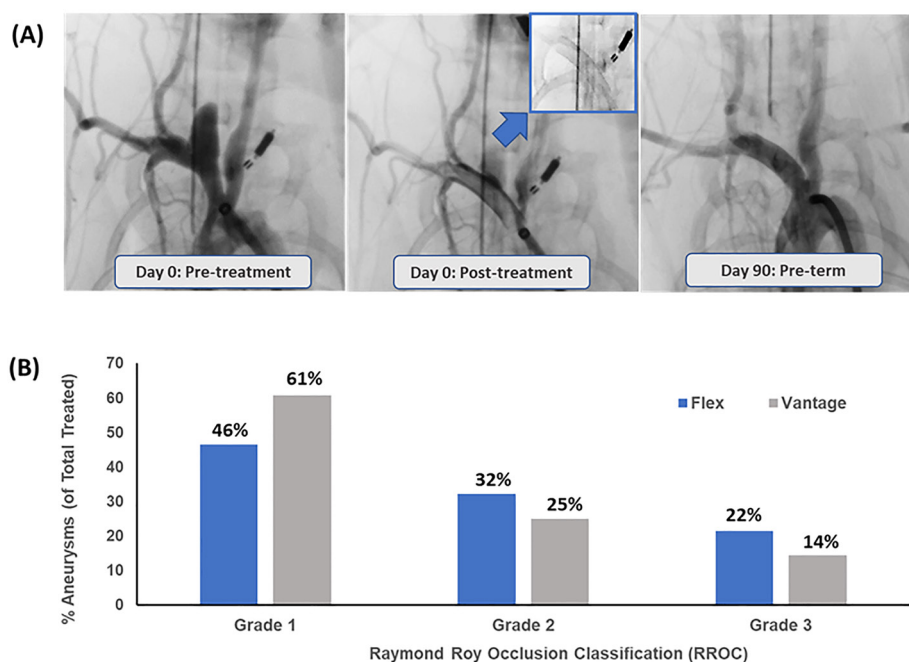 (A)
Day 0: Pre-treatment
Day 0: Post-treatment
Day 90: Pre-term
(B)
% Aneurysms (of Total Treated)
70
60
50
40
30
20
10
0
46%
61%
32%
25%
22%
14%
Flex
Vantage
Grade 1
Grade 2
Grade 3
Raymond Roy Occlusion Classification (RROC)